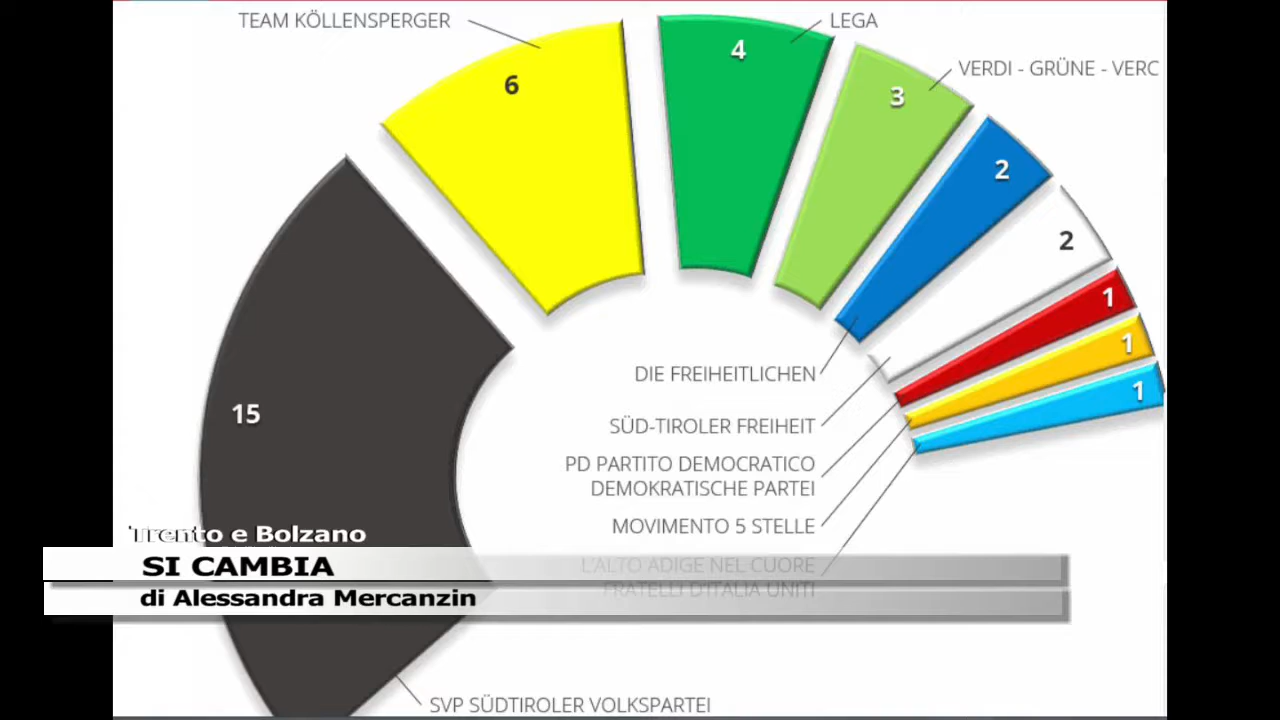 TEAM KÖLLENSPERGER
LEGA
VERDI - GRÜNE - VERC
6
4
3
2
2
1
1
1
15
DIE FREIHEITLICHEN
SÜD-TIROLER FREIHEIT
PD PARTITO DEMOCRATICO
DEMOKRATISCHE PARTEI
MOVIMENTO 5 STELLE
L'ALTO ADIGE NEL CUORE
FRATELLI D'ITALIA UNITI
Trento e Bolzano
SI CAMBIA
di Alessandra Mercanzin
SVP SÜDTIROLER VOLKSPARTEI